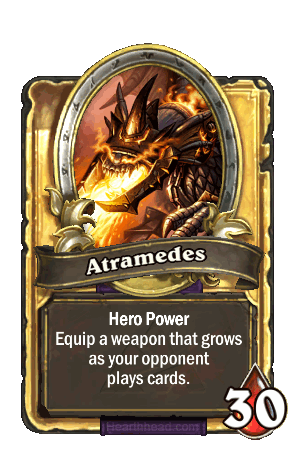 Atramedes
Hero Power
Equip a weapon that grows
as your opponent
plays cards.
30
Hearthhead.com